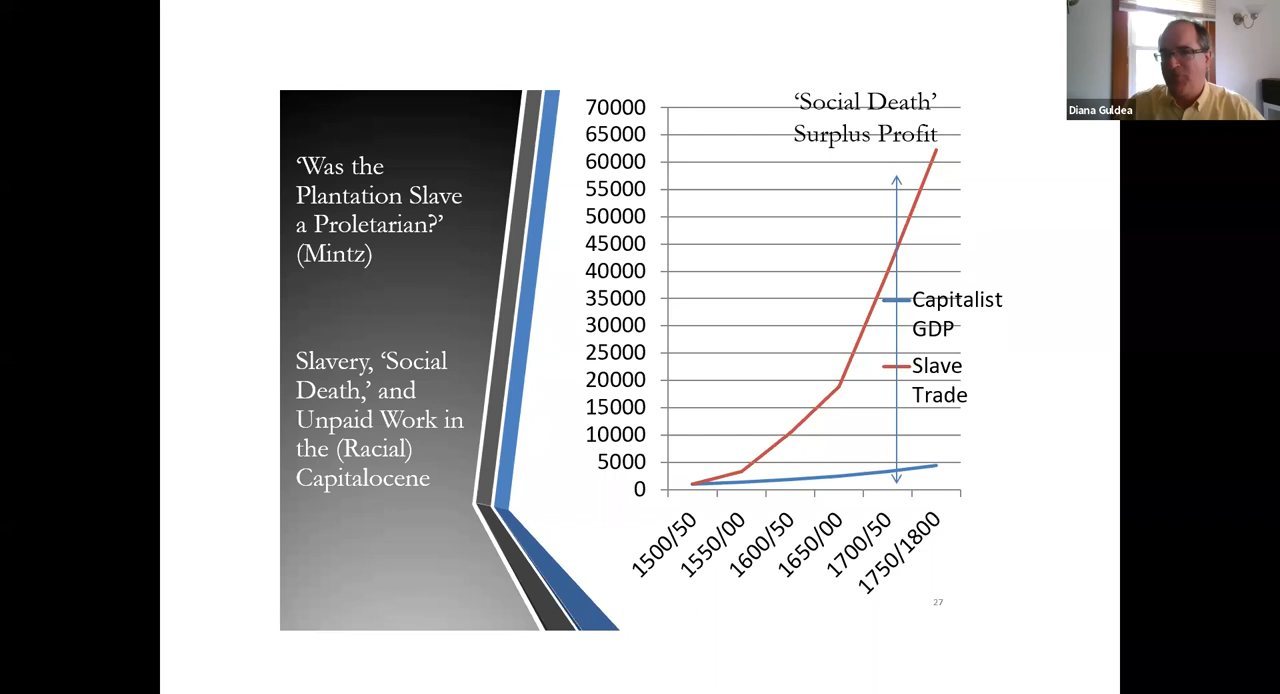 ‘Was the
Plantation Slave
a Proletarian?’
(Mintz)
Slavery, ‘Social
Death,’ and
Unpaid Work in
the (Racial)
Capitalocene
‘Social Death’
Surplus Profit
70000
65000
60000
55000
50000
45000
40000
35000
30000
25000
20000
15000
10000
5000
0
Capitalist
GDP
Slave
Trade
1500/50
1550/00
1600/50
1650/00
1700/50
1750/1800
27
Diana Guldea